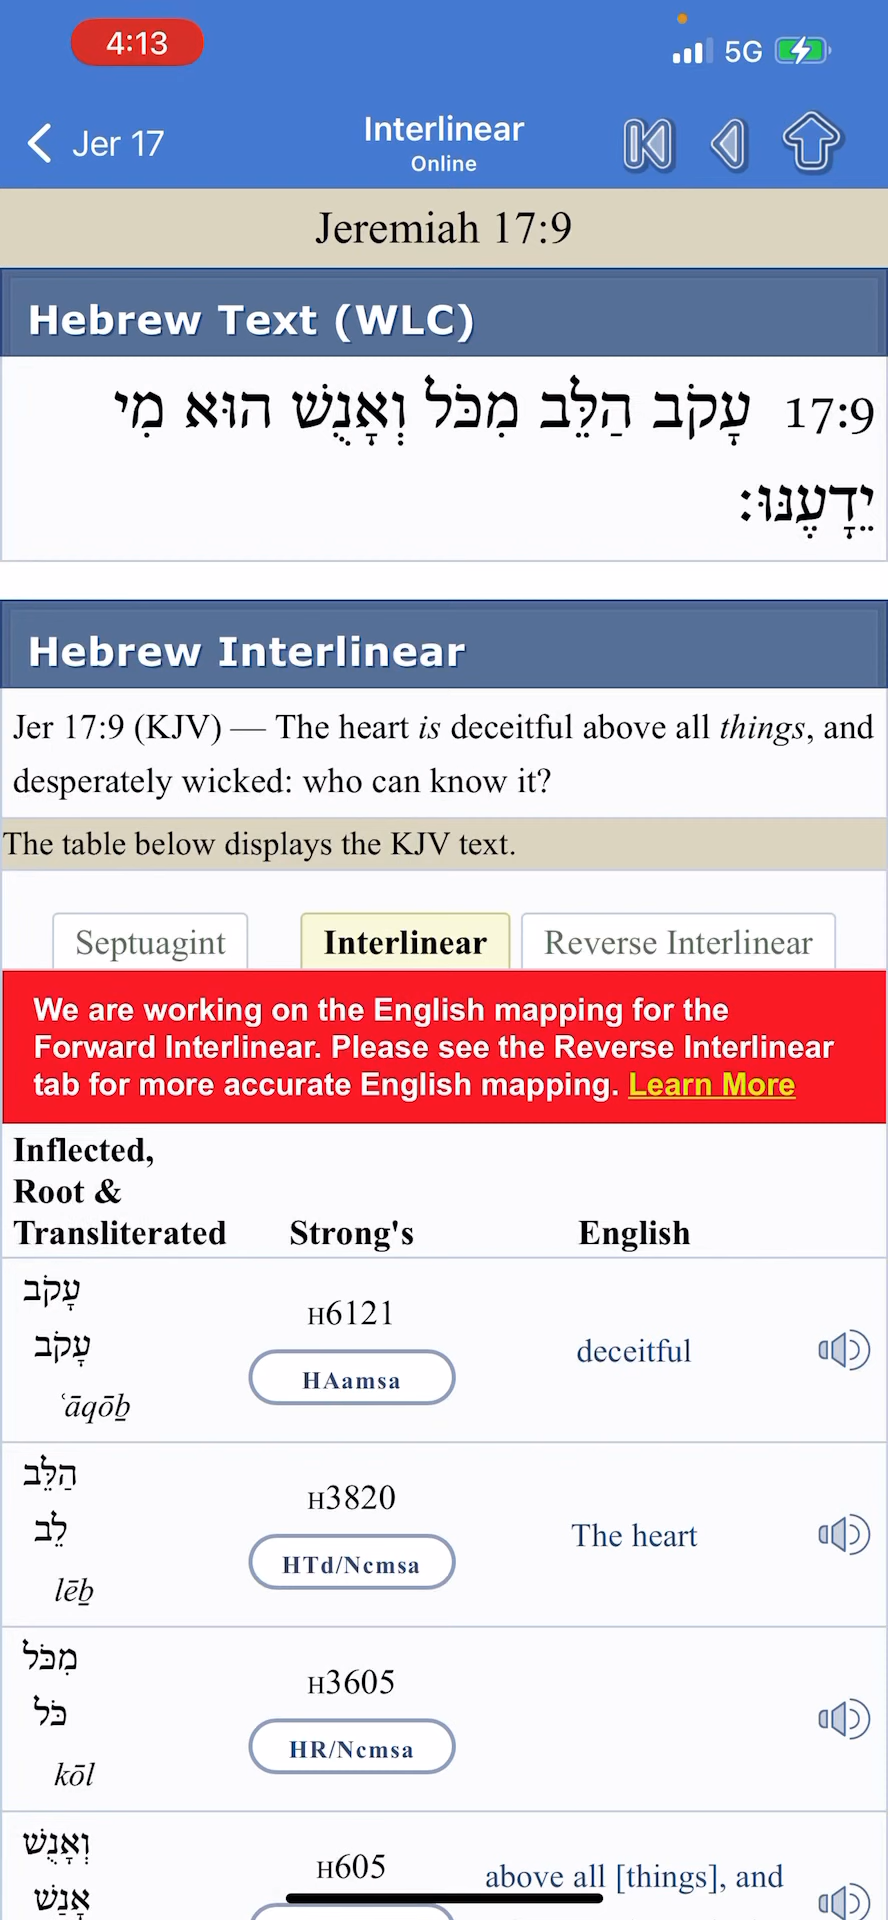 4:13
5G
Jer 17
Interlinear
Online
Jeremiah 17:9
Hebrew Text (WLC)
17:9 עָקֹב הַלֵּב מִכֹּל וְאָנֻשׁ הוּא מִי
יֵדָעֶנּוּ׃
Hebrew Interlinear
Jer 17:9 (KJV) — The heart is deceitful above all things, and
desperately wicked: who can know it?
The table below displays the KJV text.
Septuagint Interlinear Reverse Interlinear
We are working on the English mapping for the
Forward Interlinear. Please see the Reverse Interlinear
tab for more accurate English mapping. Learn More
Inflected,
Root &
Transliterated Strong's English
עָקֹב
עָקֹב
ʿāqōḇ
H6121
HAamsa
deceitful
הַלֵּב
לֵב
lēḇ
H3820
HTd/Ncmsa
The heart
מִכֹּל
כֹּל
kōl
H3605
HR/Ncmsa
וְאָנֻשׁ
אָנַשׁ
H605
above all [things], and